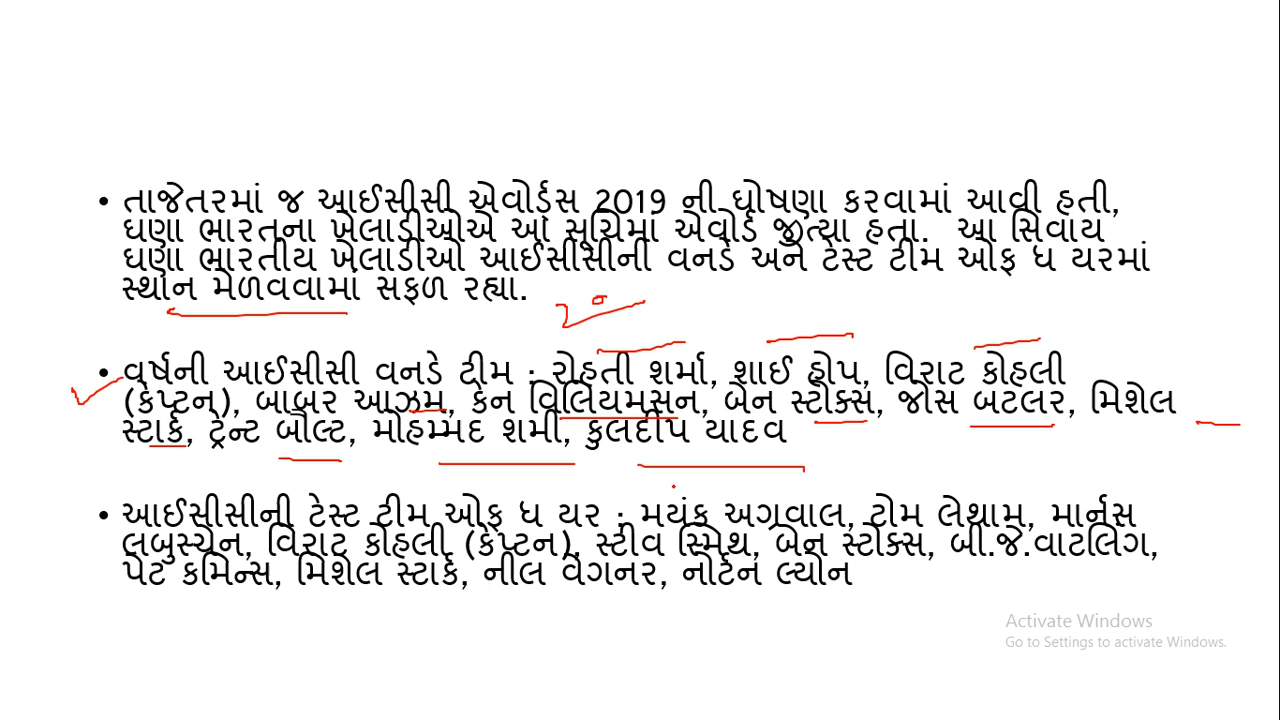 • તાજેતરમાં જ આઈસીસી એવોર્ડ્સ 2019 ની ઘોષણા કરવામાં આવી હતી,
ઘણા ભારતના ખેલાડીઓએ આ સૂચિમાં એવોર્ડ જીત્યા હતા. આ સિવાય
ઘણા ભારતીય ખેલાડીઓ આઈસીસીની વનડે અને ટેસ્ટ ટીમ ઓફ ધ યરમાં
સ્થાન મેળવવામાં સફળ રહ્યા.
• વર્ષની આઈસીસી વનડે ટીમ : રોહતી શર્મા, શાઈ હોપ, વિરાટ કોહલી
(કેપ્ટન), બાબર આઝમ, કેન વિલિયમસન, બેન સ્ટોક્સ, જોસ બટલર, મિશેલ
સ્ટાર્ક, ટ્રેન્ટ બૌલ્ટ, મોહમ્મદ શમી, કુલદીપ યાદવ
• આઈસીસીની ટેસ્ટ ટીમ ઓફ ધ યર : મયંક અગ્રવાલ, ટોમ લેથામ, માર્નસ
લબુસ્ચેન, વિરાટ કોહલી (કેપ્ટન), સ્ટીવ સ્મિથ, બેન સ્ટોક્સ, બી.જે.વાટલિંગ,
પેટ કમિન્સ, મિશેલ સ્ટાર્ક, નીલ વેગનર, નોર્ટન લ્યોન
Activate Windows
Go to Settings to activate Windows.